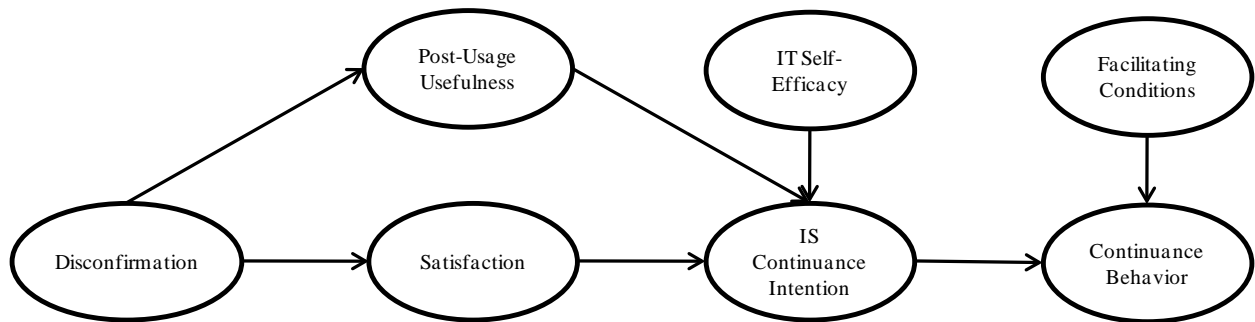 Post-Usage
Usefulness
IT Self-
Efficacy
Facilitating
Conditions
Disconfirmation
Satisfaction
IS
Continuance
Intention
Continuance
Behavior